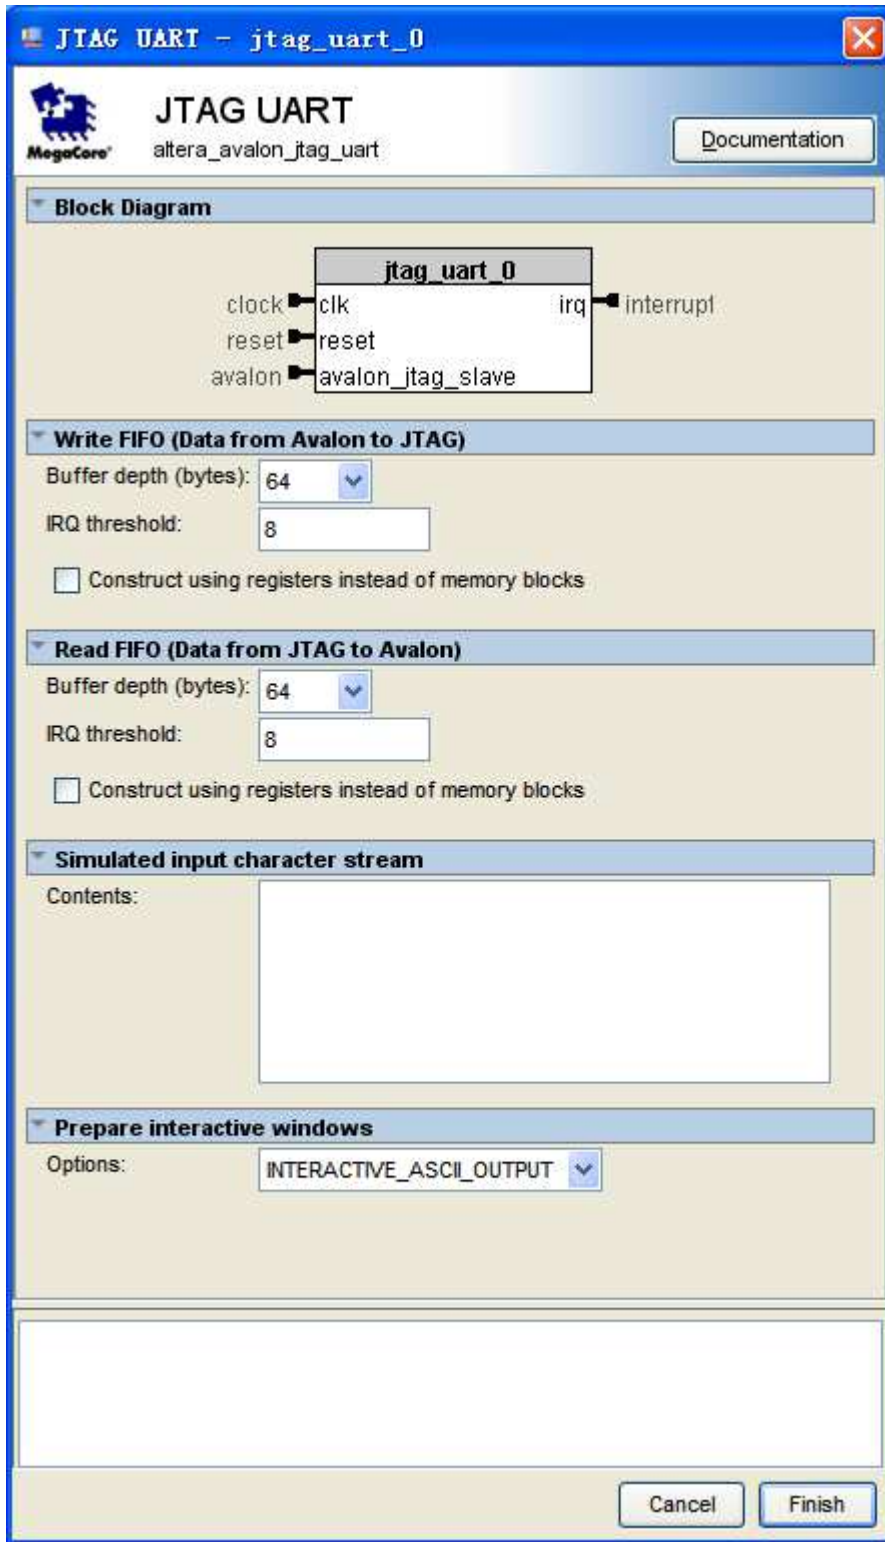 JTAG UART - jtag_uart_0
MegaCore®
JTAG UART
altera_avalon_jtag_uart
Documentation
Block Diagram
jtag_uart_0
clock clk irq interrupt
reset reset
avalon avalon_jtag_slave
Write FIFO (Data from Avalon to JTAG)
Buffer depth (bytes): 64
IRQ threshold: 8
Construct using registers instead of memory blocks
Read FIFO (Data from JTAG to Avalon)
Buffer depth (bytes): 64
IRQ threshold: 8
Construct using registers instead of memory blocks
Simulated input character stream
Contents:
Prepare interactive windows
Options: INTERACTIVE_ASCII_OUTPUT
Cancel Finish